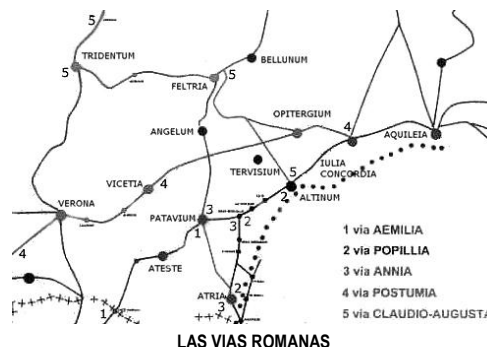 5
TRIDENTUM
5
BELLUNUM
5
FELTRIA
OPITERGIUM
ANGELUM
4
AQUILEIA
TERVISIUM
IULIA
CONCORDIA
VICETIA
4
5
2
ALTINUM
VERONA
PATAVIUM
3
1
3
2
4
ATESTE
1
ATRIA
3
2
1 via AEMILIA
2 via POPILLIA
3 via ANNIA
4 via POSTUMIA
5 via CLAUDIO-AUGUSTA
LAS VIAS ROMANAS